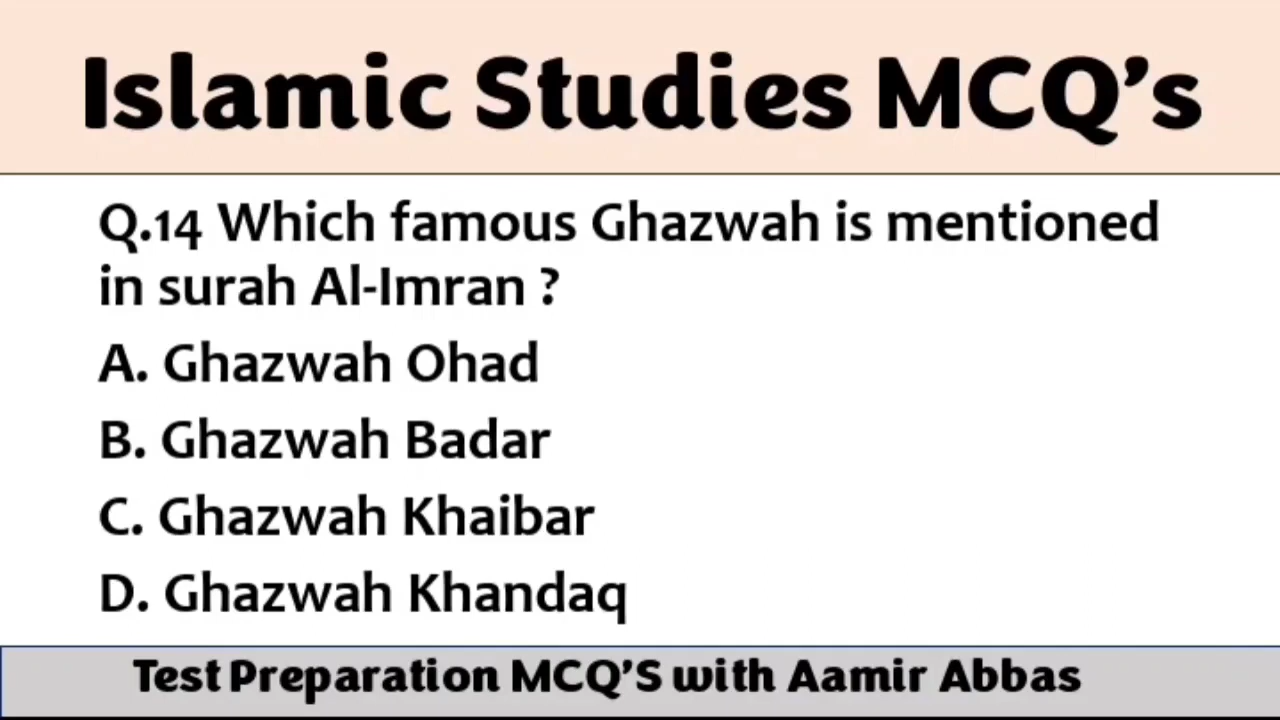 Islamic Studies MCQ’s
Q.14 Which famous Ghazwah is mentioned
in surah Al-Imran ?
A. Ghazwah Ohad
B. Ghazwah Badar
C. Ghazwah Khaibar
D. Ghazwah Khandaq
Test Preparation MCQ’S with Aamir Abbas